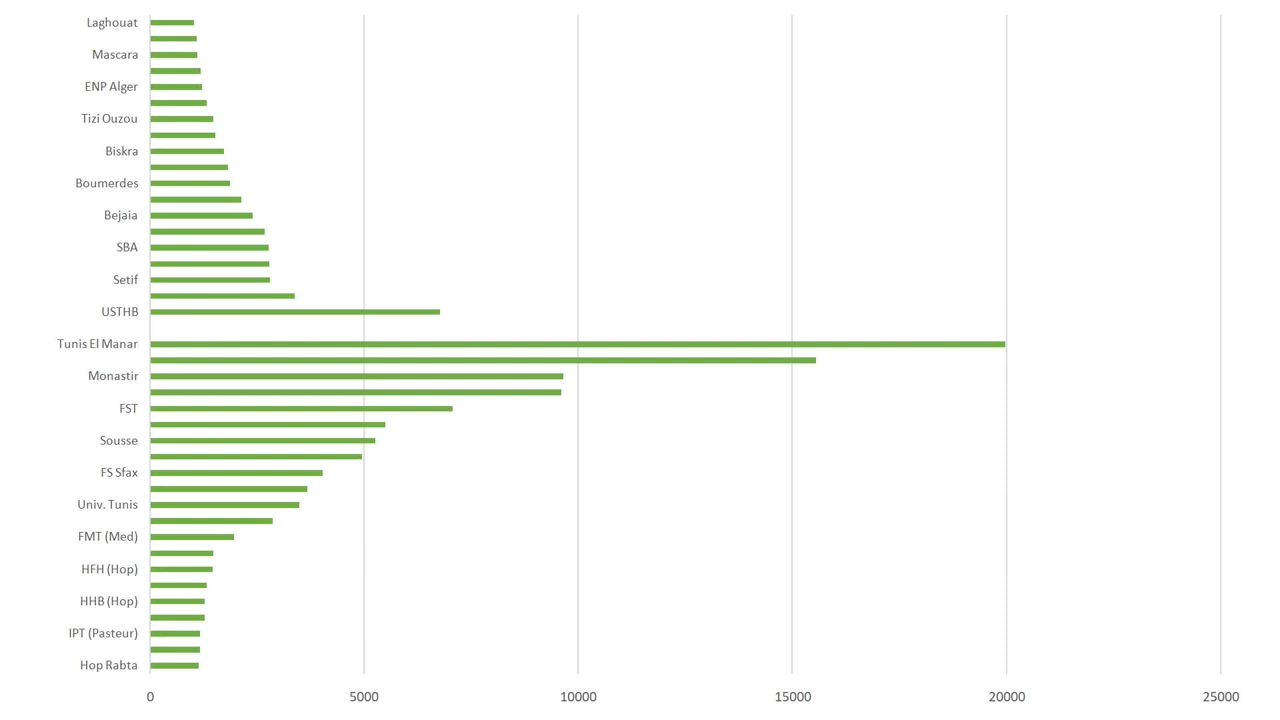 Laghouat
Mascara
ENP Alger
Tizi Ouzou
Biskra
Boumerdes
Bejaia
SBA
Setif
USTHB
Tunis El Manar
Monastir
FST
Sousse
FS Sfax
Univ. Tunis
FMT (Med)
HFH (Hop)
HHB (Hop)
IPT (Pasteur)
Hop Rabta
0 5000 10000 15000 20000 25000